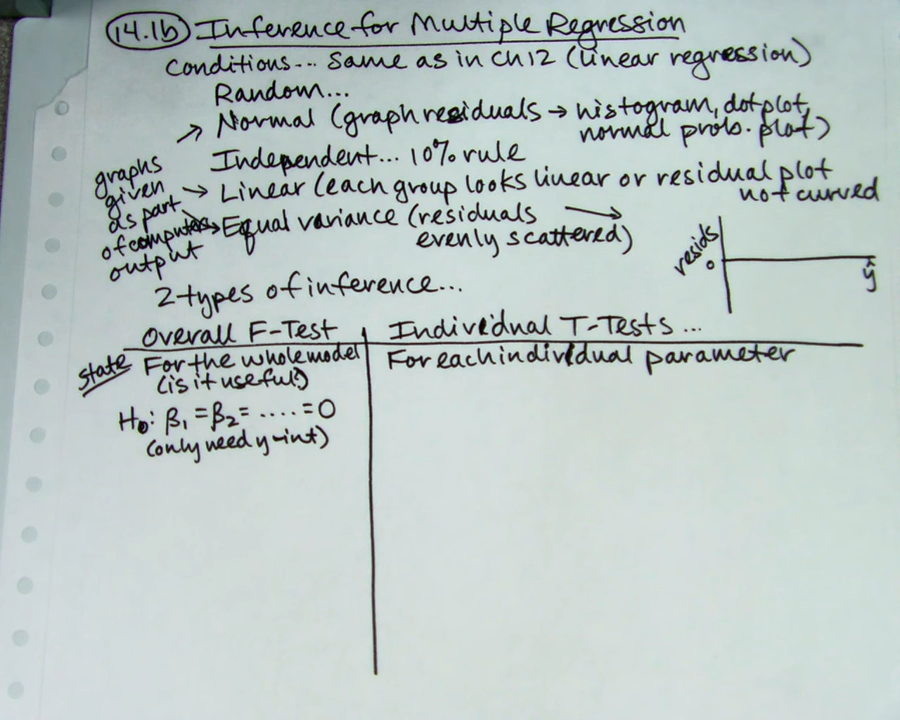 14.1b Inference for Multiple Regression
Conditions... Same as in Ch 12 (linear regression)
Random...
Normal (graph residuals → histogram, dotplot,
normal prob. plot)
Independent... 10% rule
graphs
given
as part
of computer
output
→ Linear (each group looks linear or residual plot
not curved
→ Equal variance (residuals →
evenly scattered)
resids
0
ŷ
2 types of inference...
Overall F-Test
Individual T-Tests...
State
For the whole model
(is it useful?)
H₀: β₁ = β₂ = .... = 0
(only need y-int)
For each individual parameter